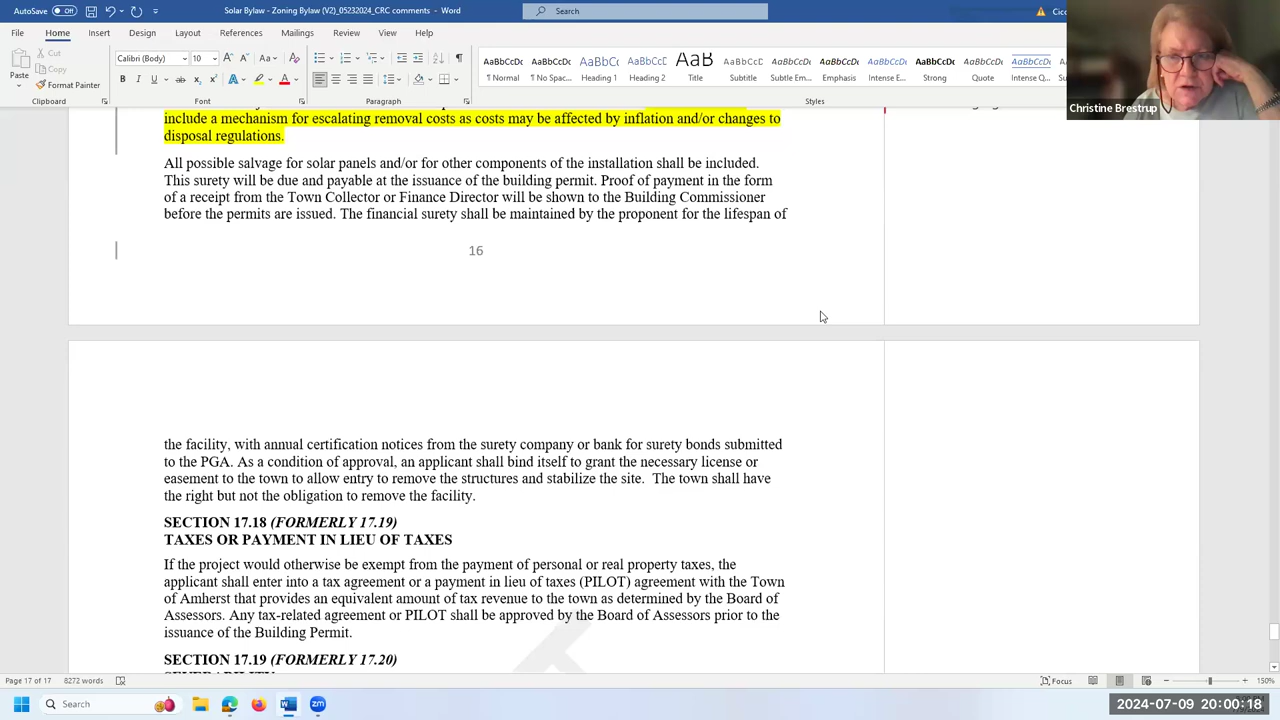 AutoSave Off
Solar Bylaw - Zoning Bylaw (V2)_05232024_CRC comments - Word
Search
File Home Insert Draw Design Layout References Mailings Review View Help
Paste
Cut
Copy
Format Painter
Calibri (Body) 10
Normal
No Spac...
Heading 1
Heading 2
Title
Subtitle
Subtle Em...
Emphasis
Intense E...
Strong
Quote
Intense Q...
Clipboard Font Paragraph Styles
Christine Brestrup
include a mechanism for escalating removal costs as costs may be affected by inflation and/or changes to
disposal regulations.
All possible salvage for solar panels and/or for other components of the installation shall be included.
This surety will be due and payable at the issuance of the building permit. Proof of payment in the form
of a receipt from the Town Collector or Finance Director will be shown to the Building Commissioner
before the permits are issued. The financial surety shall be maintained by the proponent for the lifespan of
16
the facility, with annual certification notices from the surety company or bank for surety bonds submitted
to the PGA. As a condition of approval, an applicant shall bind itself to grant the necessary license or
easement to the town to allow entry to remove the structures and stabilize the site. The town shall have
the right but not the obligation to remove the facility.
SECTION 17.18 (FORMERLY 17.19)
TAXES OR PAYMENT IN LIEU OF TAXES
If the project would otherwise be exempt from the payment of personal or real property taxes, the
applicant shall enter into a tax agreement or a payment in lieu of taxes (PILOT) agreement with the Town
of Amherst that provides an equivalent amount of tax revenue to the town as determined by the Board of
Assessors. Any tax-related agreement or PILOT shall be approved by the Board of Assessors prior to the
issuance of the Building Permit.
SECTION 17.19 (FORMERLY 17.20)
Page 17 of 17 8272 words
Focus
150%
Search
2024-07-09 20:00:18